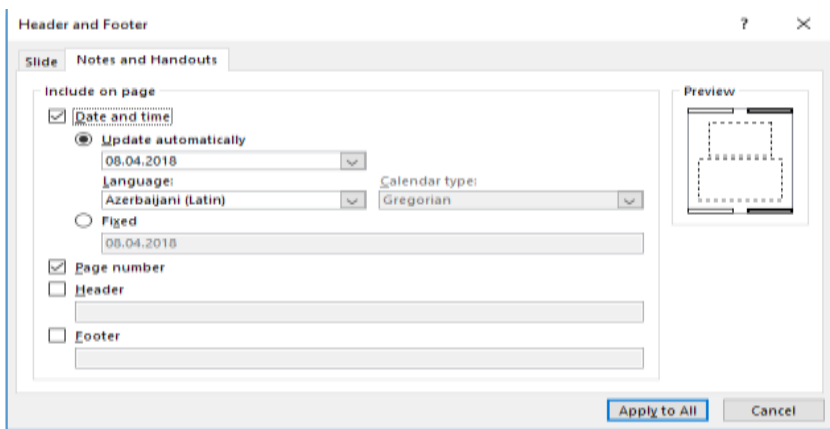 Header and Footer ?
Slide Notes and Handouts
Include on page Preview
Date and time
Update automatically
08.04.2018
Language: Calendar type:
Azerbaijani (Latin) Gregorian
Fixed
08.04.2018
Page number
Header
Footer
Apply to All Cancel